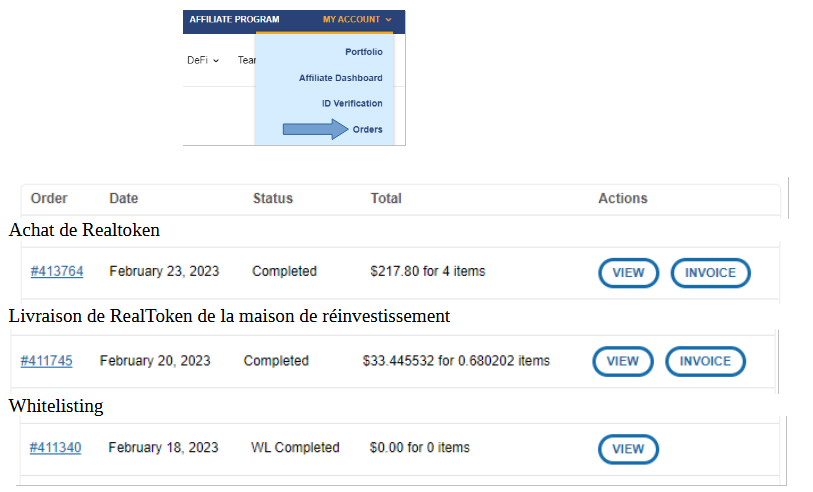 AFFILIATE PROGRAM MY ACCOUNT
Portfolio
DeFi Tear
Affiliate Dashboard
ID Verification
Orders
Order Date Status Total Actions
Achat de Realtoken
#413764 February 23, 2023 Completed $217.80 for 4 items VIEW INVOICE
Livraison de RealToken de la maison de réinvestissement
#411745 February 20, 2023 Completed $33.445532 for 0.680202 items VIEW INVOICE
Whitelisting
#411340 February 18, 2023 WL Completed $0.00 for 0 items VIEW